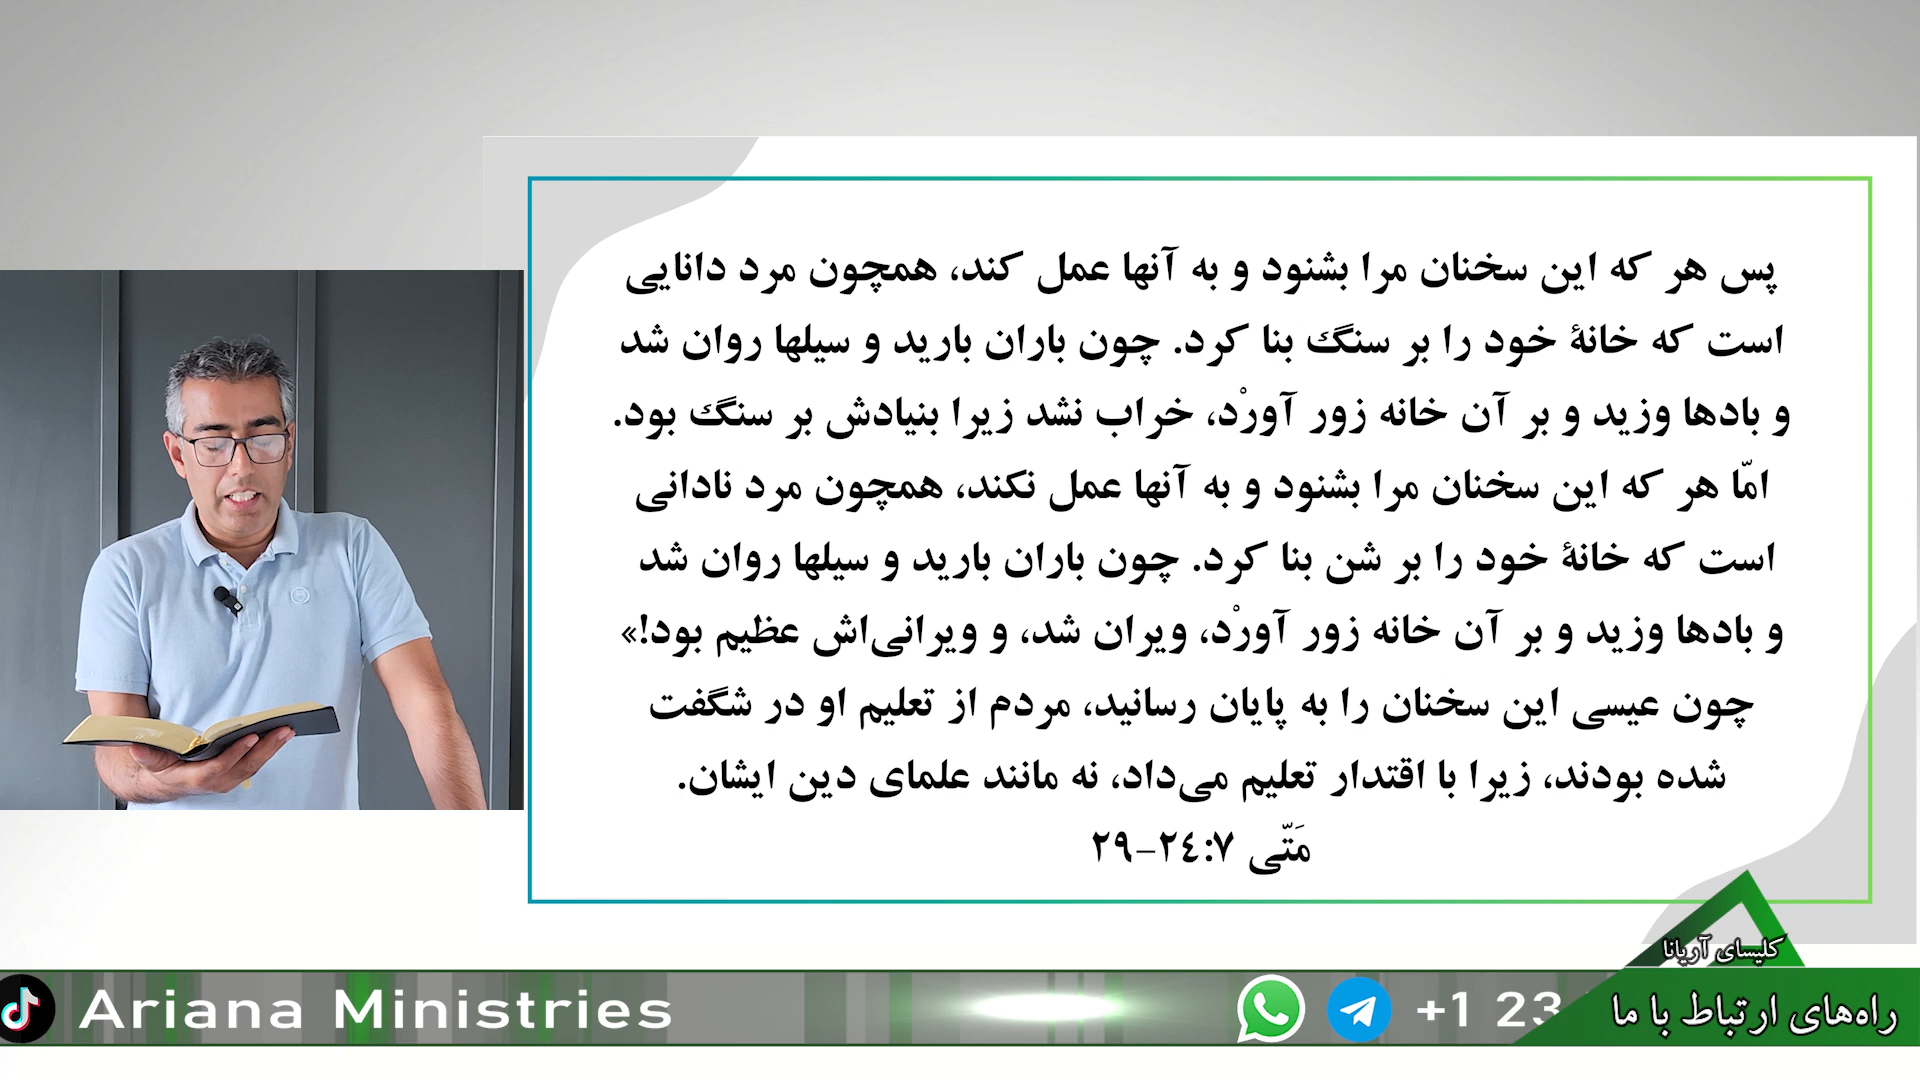 پس هر که این سخنان مرا بشنود و به آنها عمل کند، همچون مرد دانایی
است که خانهٔ خود را بر سنگ بنا کرد. چون باران بارید و سیلها روان شد
و بادها وزید و بر آن خانه زور آورْد، خراب نشد زیرا بنیادش بر سنگ بود.
امّا هر که این سخنان مرا بشنود و به آنها عمل نکند، همچون مرد نادانی
است که خانهٔ خود را بر شن بنا کرد. چون باران بارید و سیلها روان شد
و بادها وزید و بر آن خانه زور آورْد، ویران شد، و ویرانی‌اش عظیم بود!»
چون عیسی این سخنان را به پایان رسانید، مردم از تعلیم او در شگفت
شده بودند، زیرا با اقتدار تعلیم می‌داد، نه مانند علمای دین ایشان.
مَتّی ۷:‏۲۴-۲۹
کلیسای آریانا
راه‌های ارتباط با ما
Ariana Ministries
+1 23